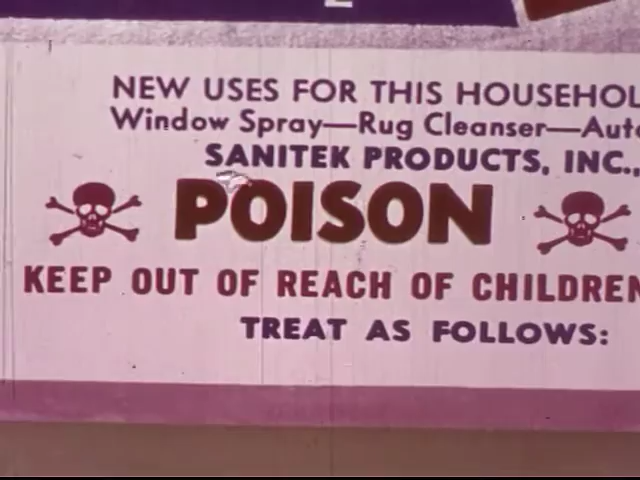 NEW USES FOR THIS HOUSEHOL
Window Spray—Rug Cleanser—Auto
SANITEK PRODUCTS, INC.,
POISON
KEEP OUT OF REACH OF CHILDREN
TREAT AS FOLLOWS: